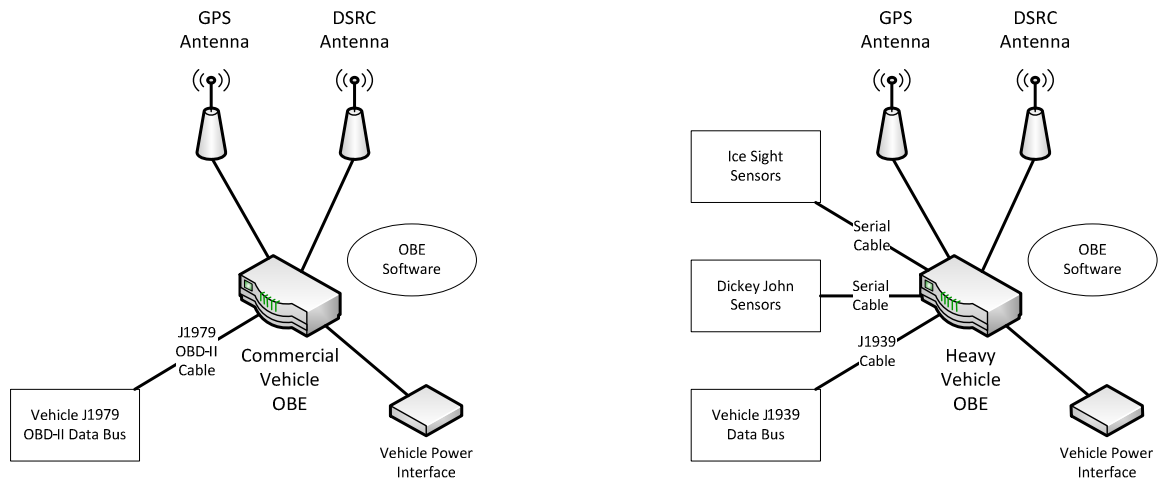 GPS
Antenna
DSRC
Antenna
OBE
Software
J1979
OBD-II
Cable
Commercial
Vehicle
OBE
Vehicle J1979
OBD-II Data Bus
Vehicle Power
Interface
GPS
Antenna
DSRC
Antenna
Ice Sight
Sensors
Serial
Cable
OBE
Software
Dickey John
Sensors
Serial
Cable
J1939
Cable
Heavy
Vehicle
OBE
Vehicle J1939
Data Bus
Vehicle Power
Interface